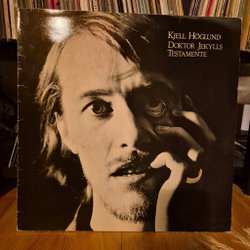 KJELL HÖGLUND
DOKTOR JEKYLLS
TESTAMENTE